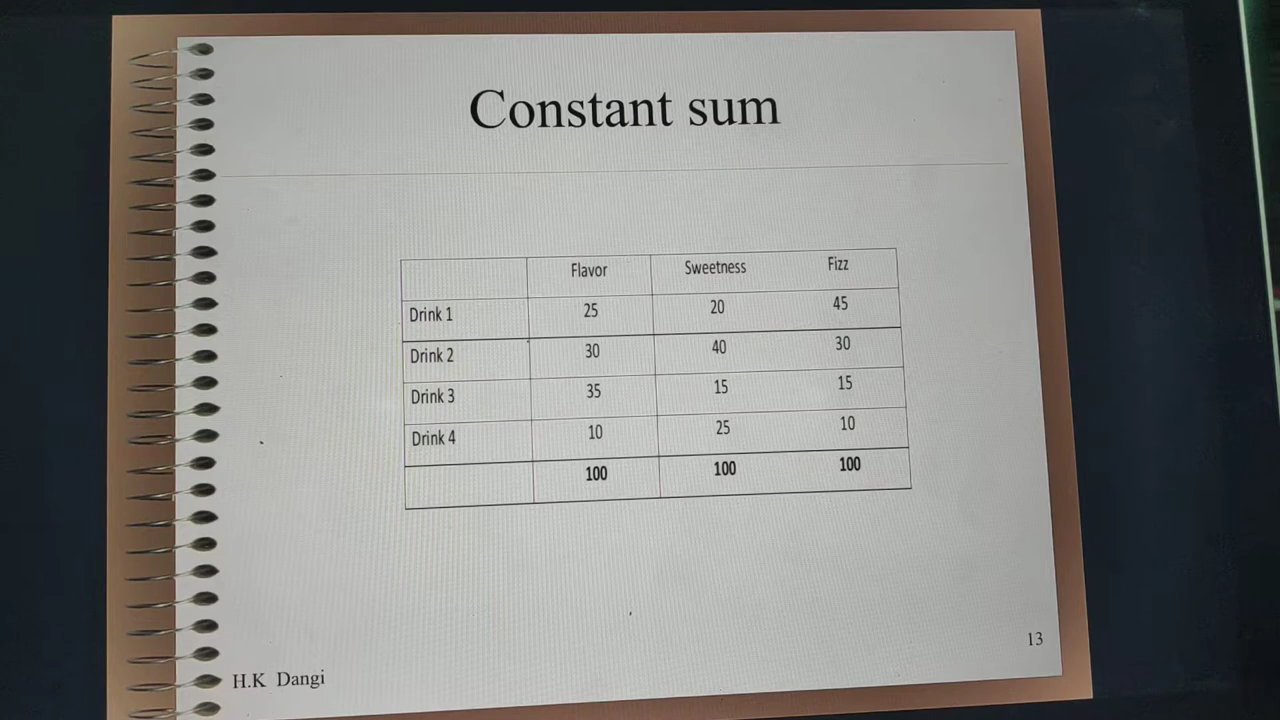 Constant sum
Flavor Sweetness Fizz
Drink 1 25 20 45
Drink 2 30 40 30
Drink 3 35 15 15
Drink 4 10 25 10
100 100 100
H.K Dangi
13